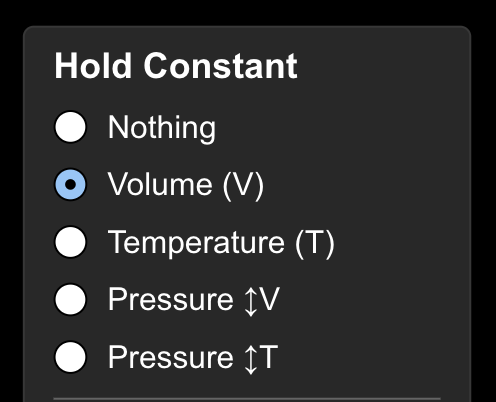 Hold Constant
Nothing
Volume (V)
Temperature (T)
Pressure ↕V
Pressure ↕T